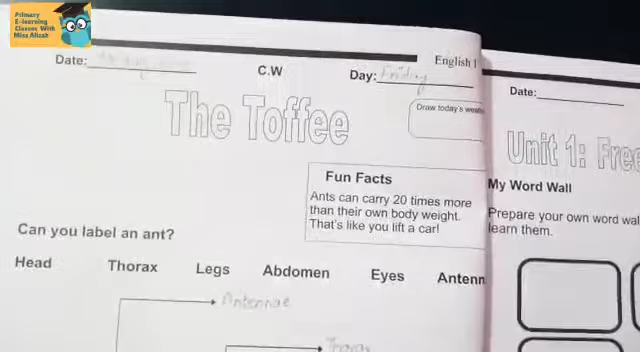 Primary
E-learning
Classes With
Miss Alizah
English 1
Date:
C.W
Day: Friday
The Toffee
Draw today's
Fun Facts
Ants can carry 20 times more
than their own body weight.
That's like you lift a car!
Can you label an ant?
Head Thorax Legs Abdomen Eyes Antenn
Antennae
Date:
Unit 1: Free
My Word Wall
Prepare your own word wal
learn them.